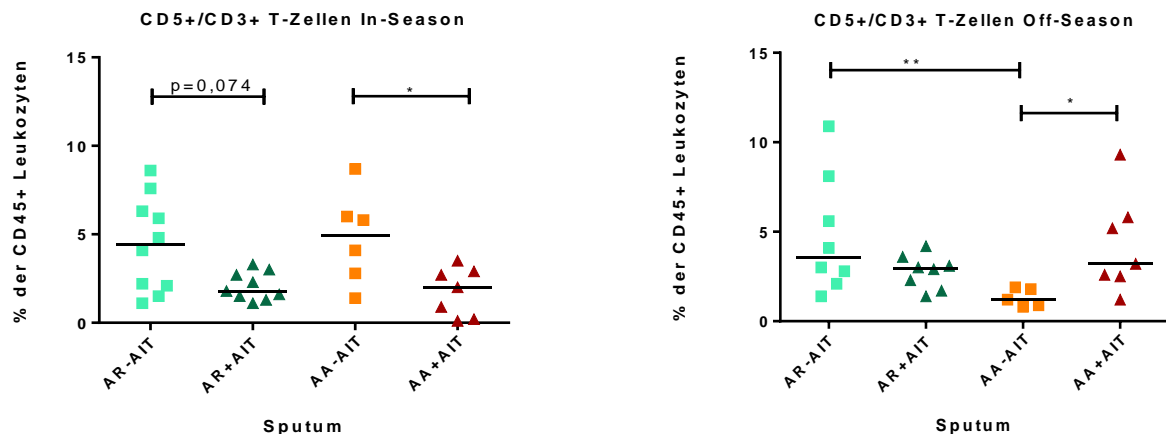 CD5+/CD3+ T-Zellen In-Season
% der CD45+ Leukozyten
15
10
5
0
p=0,074
*
AR-AIT
AR+AIT
AA-AIT
AA+AIT
Sputum
CD5+/CD3+ T-Zellen Off-Season
% der CD45+ Leukozyten
15
10
5
0
**
*
AR-AIT
AR+AIT
AA-AIT
AA+AIT
Sputum